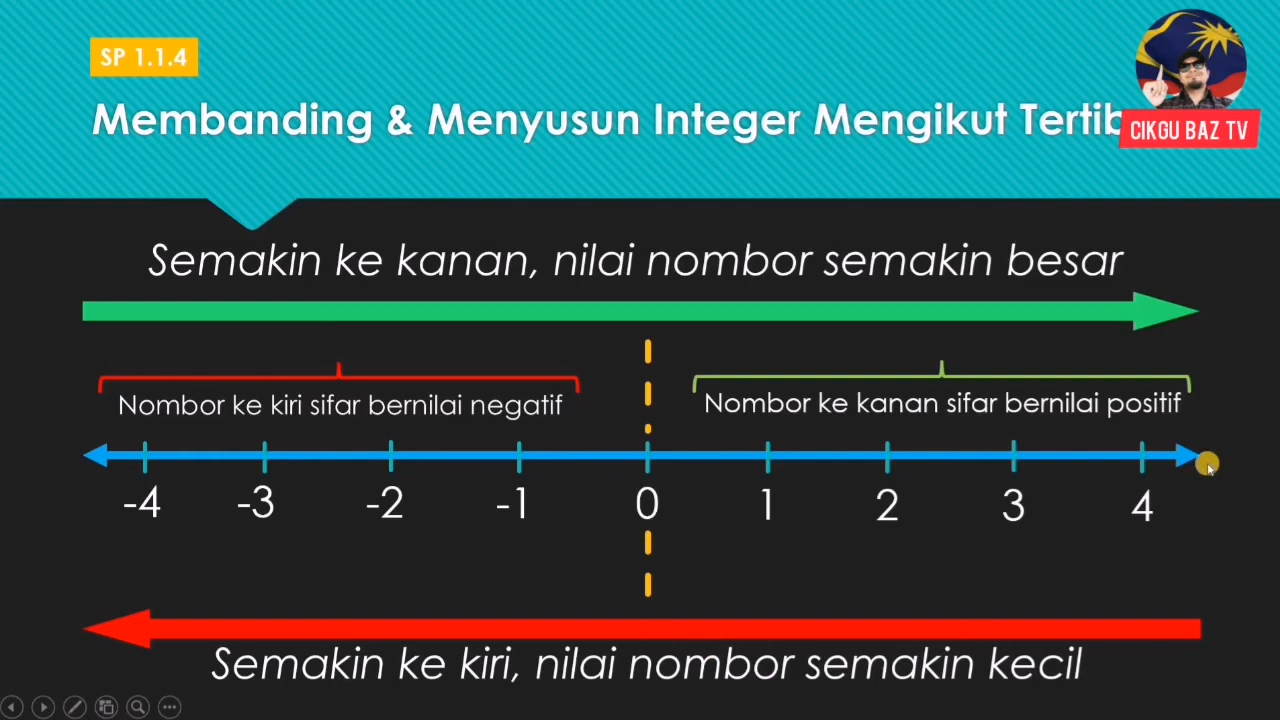 SP 1.1.4
Membanding & Menyusun Integer Mengikut Tertib
CIKGU BAZ TV
Semakin ke kanan, nilai nombor semakin besar
Nombor ke kiri sifar bernilai negatif
Nombor ke kanan sifar bernilai positif
-4 -3 -2 -1 0 1 2 3 4
Semakin ke kiri, nilai nombor semakin kecil